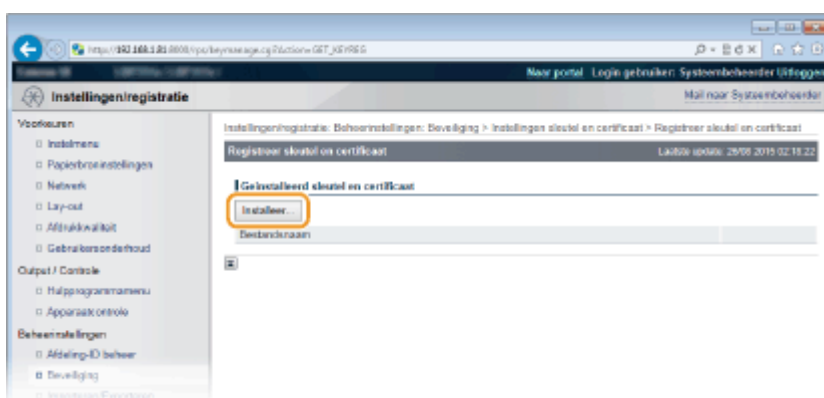 Naar portal Login gebruiker: Systeembeheerder Uitloggen
Instellingen/registratie
Mail naar Systeembeheerder
Voorkeuren
Instelmenu
Papierbroninstellingen
Netwerk
Lay-out
Afdrukkwaliteit
Gebruikersonderhoud
Output / Controle
Hulpprogrammamenu
Apparaatcontrole
Beheerinstellingen
Afdeling-ID beheer
Beveiliging
Importeren/Exporteren
Instellingen/registratie: Beheerinstellingen: Beveiliging > Instellingen sleutel en certificaat > Registreer sleutel en certificaat
Registreer sleutel en certificaat
Laatste update: 26/08 2015 02:18:22
Geïnstalleerd sleutel en certificaat
Installeer...
Bestandsnaam